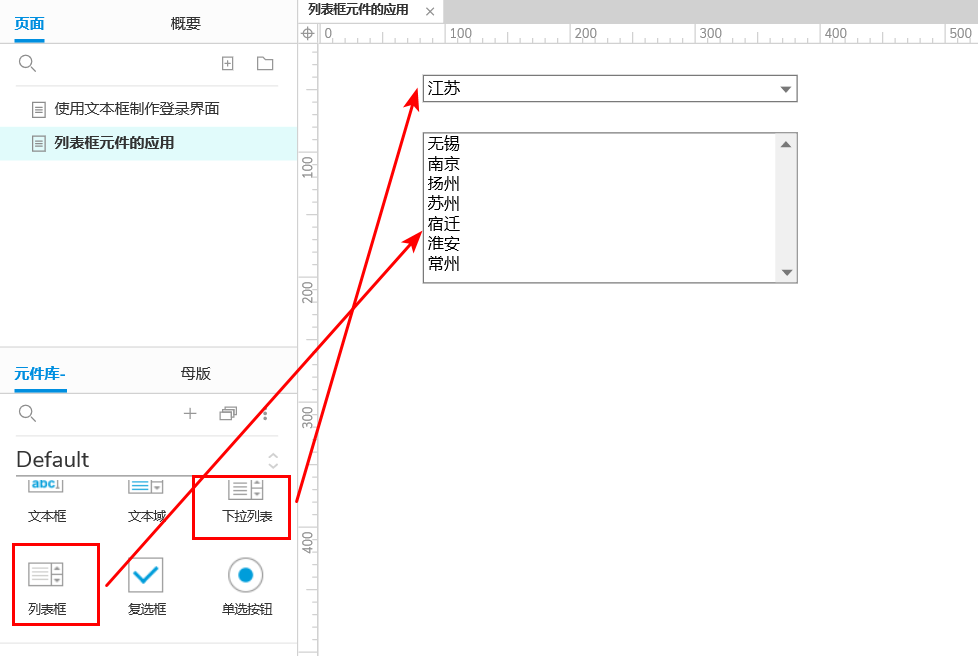 页面 概要
使用文本框制作登录界面
列表框元件的应用
元件库- 母版
Default
abc
文本框 文本域 下拉列表
列表框 复选框 单选按钮
列表框元件的应用
0 100 200 300 400 500
100
200
300
400
江苏
无锡
南京
扬州
苏州
宿迁
淮安
常州